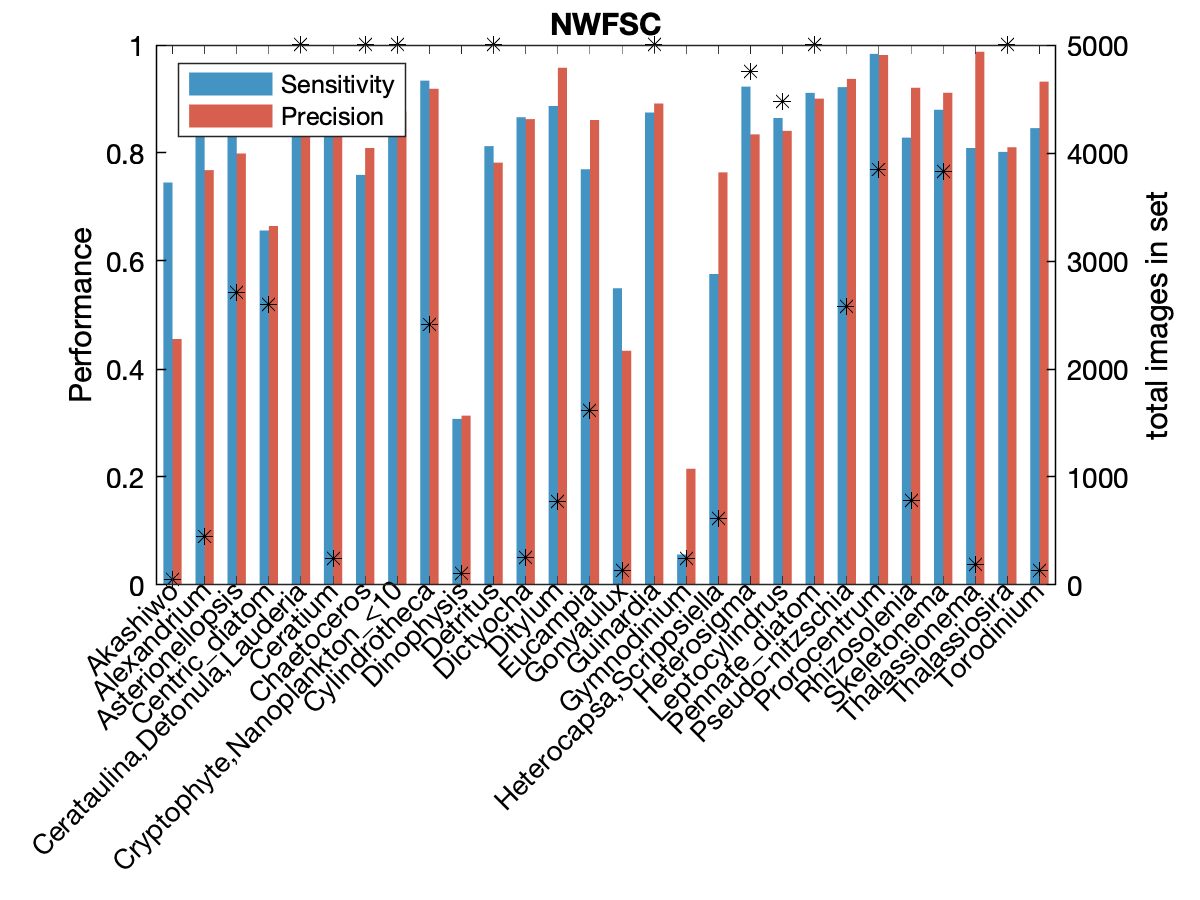 NWFSC
Sensitivity
Precision
Performance
1
0.8
0.6
0.4
0.2
0
5000
4000
3000
2000
1000
0
total images in set
Akashiwo
Alexandrium
Asterionellopsis
Centric_diatom
Cerataulina,Detonula,Lauderia
Ceratium
Chaetoceros
Cryptophyte,Nanoplankton_<10
Cylindrotheca
Dinophysis
Detritus
Dictyocha
Ditylum
Eucampia
Gonyaulux
Guinardia
Gymnodinium
Heterocapsa,Scrippsiella
Heterosigma
Leptocylindrus
Pennate_diatom
Pseudo-nitzschia
Prorocentrum
Rhizosolenia
Skeletonema
Thalassionema
Thalassiosira
Torodinium